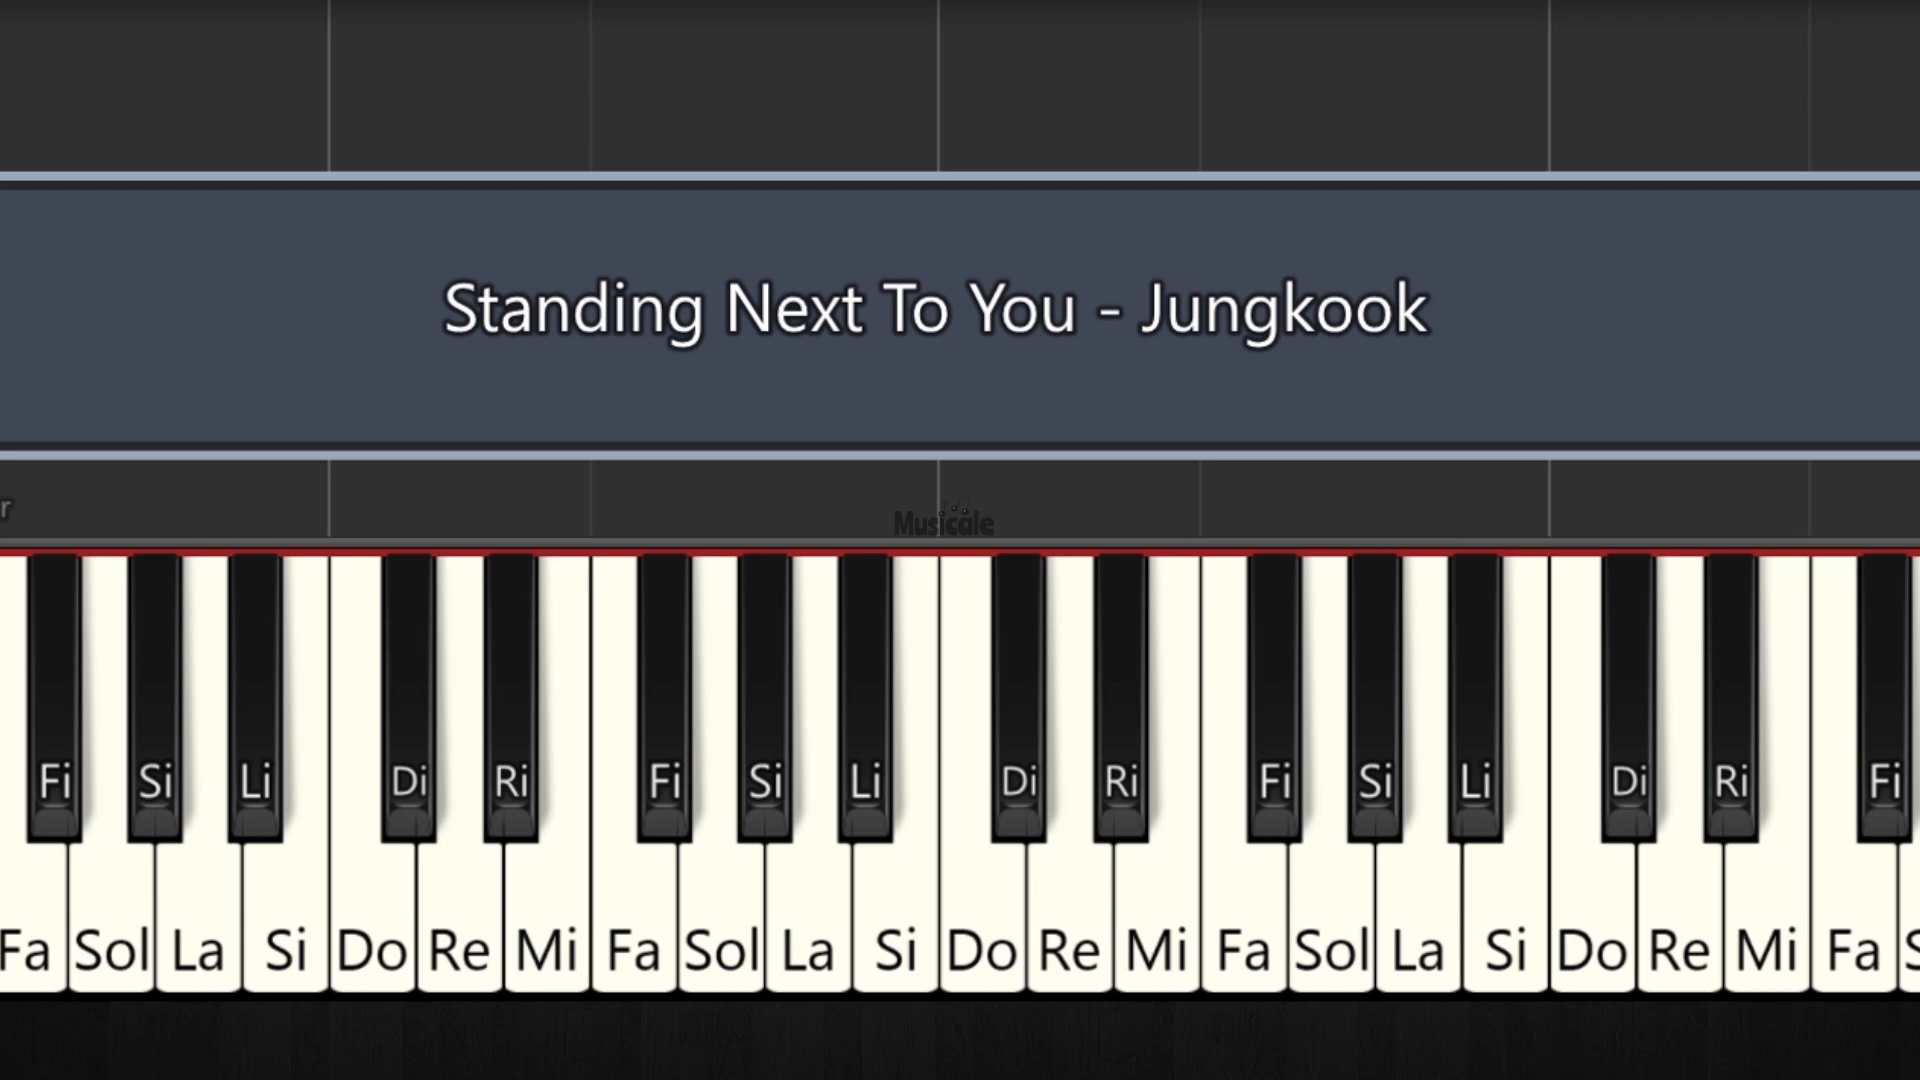 Standing Next To You - Jungkook
r
Musicale
Fi Si Li Di Ri Fi Si Li Di Ri Fi Si Li Di Ri Fi
Fa Sol La Si Do Re Mi Fa Sol La Si Do Re Mi Fa Sol La Si Do Re Mi Fa S